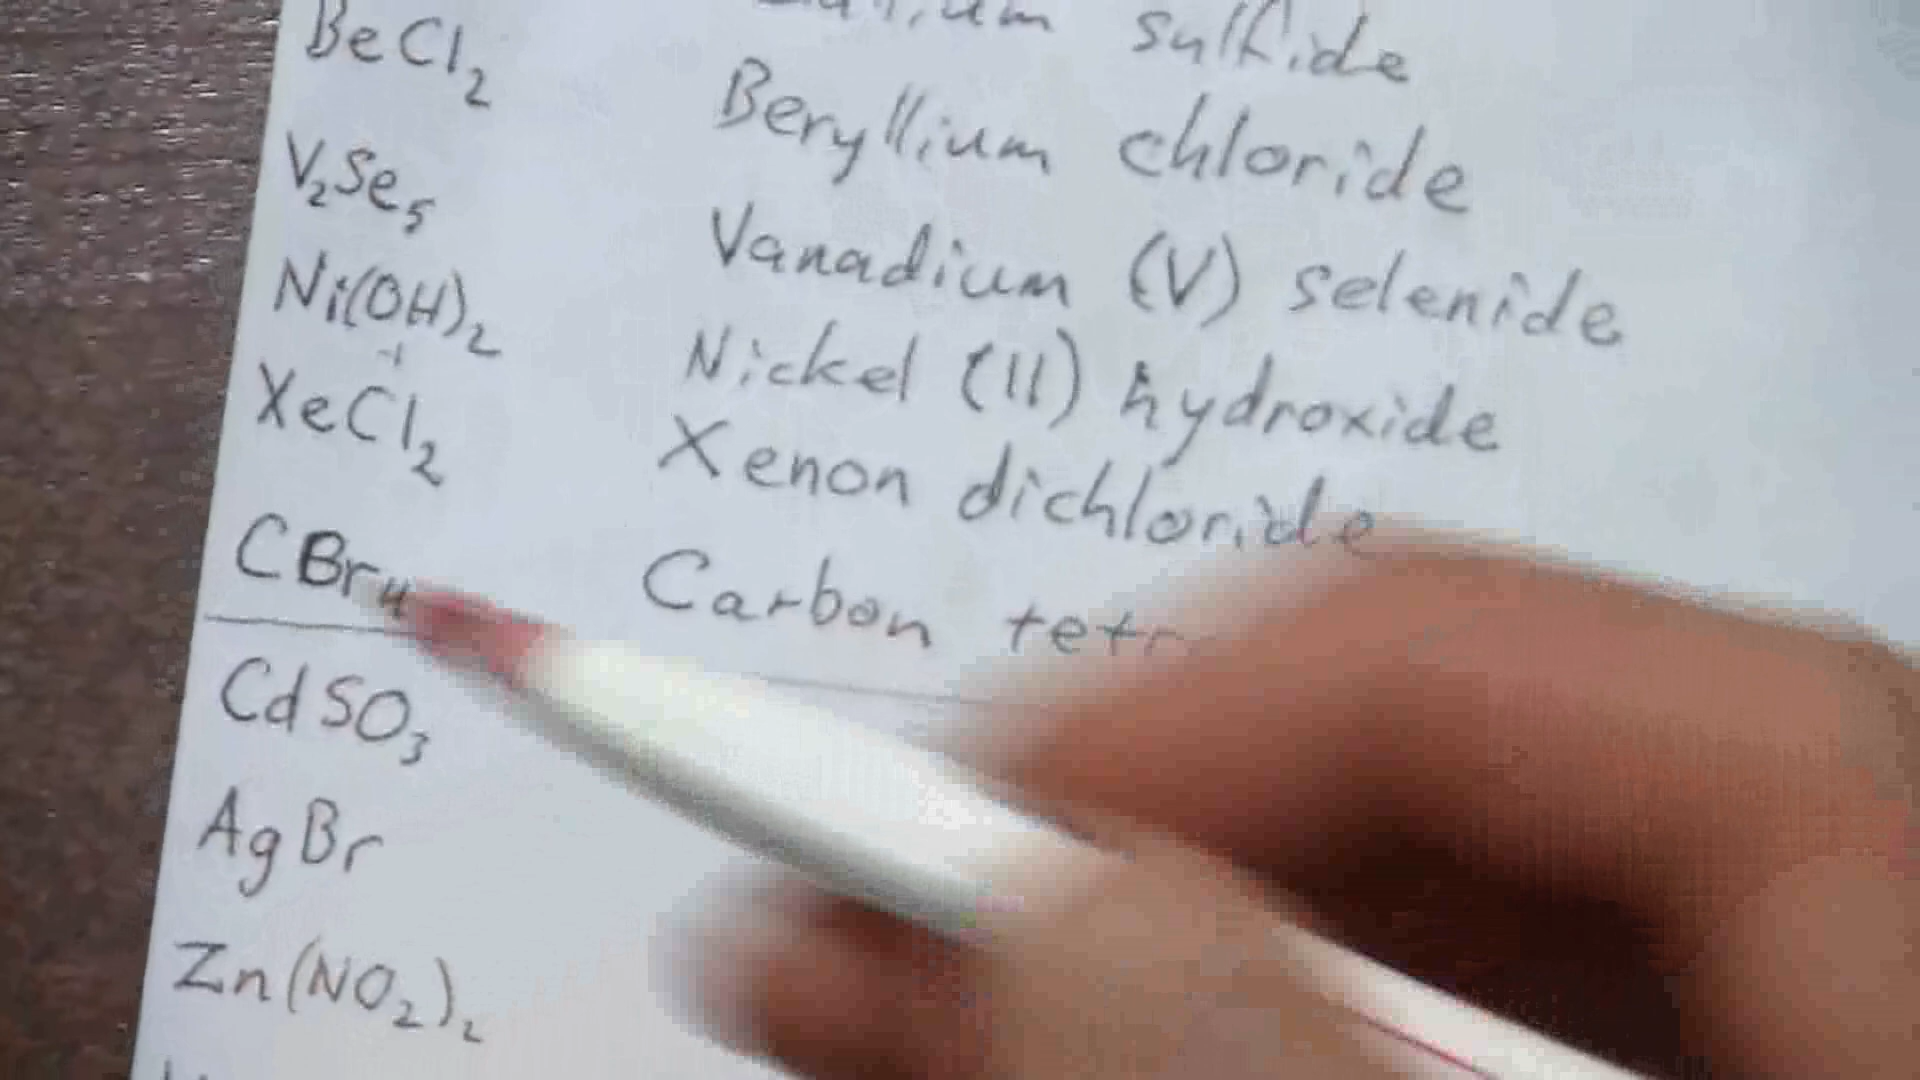 sulfide
BeCl₂ Beryllium chloride
V₂Se₅ Vanadium (V) selenide
Ni(OH)₂ Nickel (II) hydroxide
-1
XeCl₂ Xenon dichloride
CBr₄ Carbon tetr
CdSO₃
AgBr
Zn(NO₂)₂